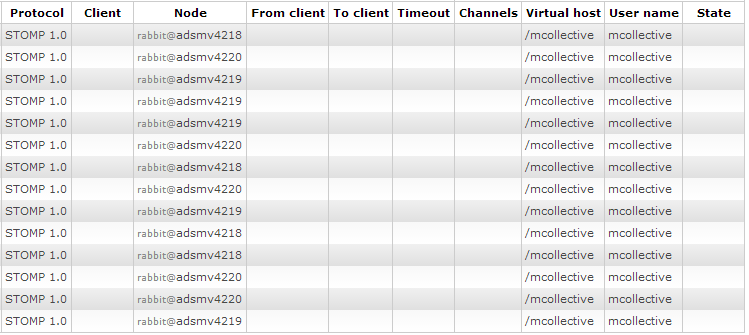 Protocol Client Node From client To client Timeout Channels Virtual host User name State
STOMP 1.0 rabbit@adsmv4218 /mcollective mcollective
STOMP 1.0 rabbit@adsmv4220 /mcollective mcollective
STOMP 1.0 rabbit@adsmv4219 /mcollective mcollective
STOMP 1.0 rabbit@adsmv4219 /mcollective mcollective
STOMP 1.0 rabbit@adsmv4219 /mcollective mcollective
STOMP 1.0 rabbit@adsmv4220 /mcollective mcollective
STOMP 1.0 rabbit@adsmv4218 /mcollective mcollective
STOMP 1.0 rabbit@adsmv4220 /mcollective mcollective
STOMP 1.0 rabbit@adsmv4219 /mcollective mcollective
STOMP 1.0 rabbit@adsmv4218 /mcollective mcollective
STOMP 1.0 rabbit@adsmv4218 /mcollective mcollective
STOMP 1.0 rabbit@adsmv4220 /mcollective mcollective
STOMP 1.0 rabbit@adsmv4220 /mcollective mcollective
STOMP 1.0 rabbit@adsmv4219 /mcollective mcollective